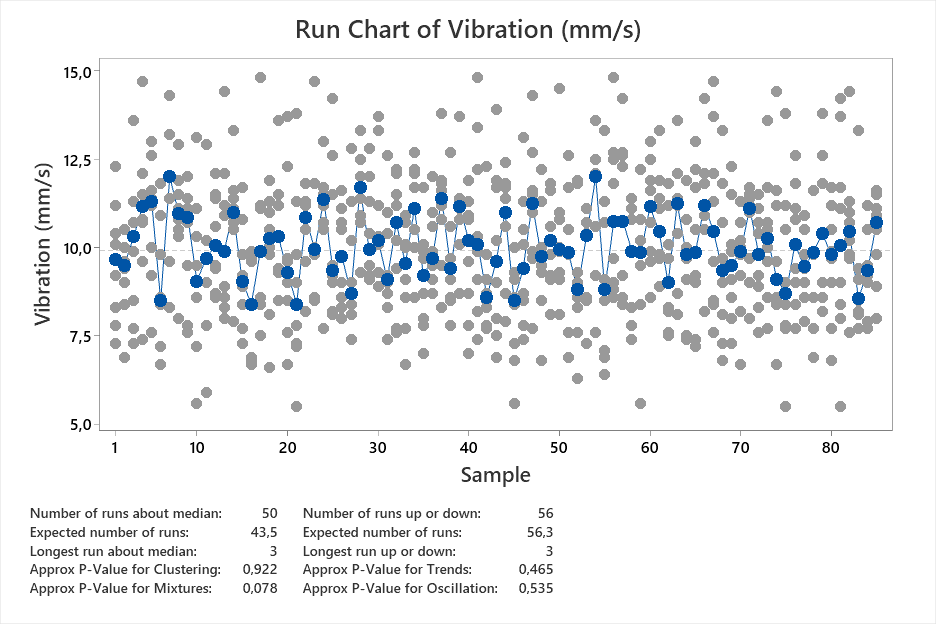 Run Chart of Vibration (mm/s)
Vibration (mm/s)
15,0
12,5
10,0
7,5
5,0
1 10 20 30 40 50 60 70 80
Sample
Number of runs about median: 50 Number of runs up or down: 56
Expected number of runs: 43,5 Expected number of runs: 56,3
Longest run about median: 3 Longest run up or down: 3
Approx P-Value for Clustering: 0,922 Approx P-Value for Trends: 0,465
Approx P-Value for Mixtures: 0,078 Approx P-Value for Oscillation: 0,535